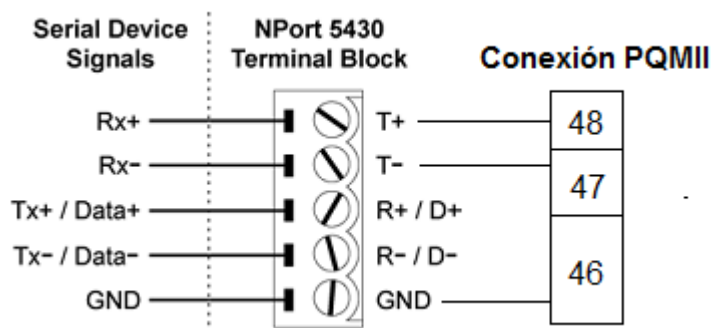 Serial Device
Signals
NPort 5430
Terminal Block
Conexión PQMII
Rx+
T+
48
Rx-
T-
47
Tx+ / Data+
R+ / D+
Tx- / Data-
R- / D-
46
GND
GND